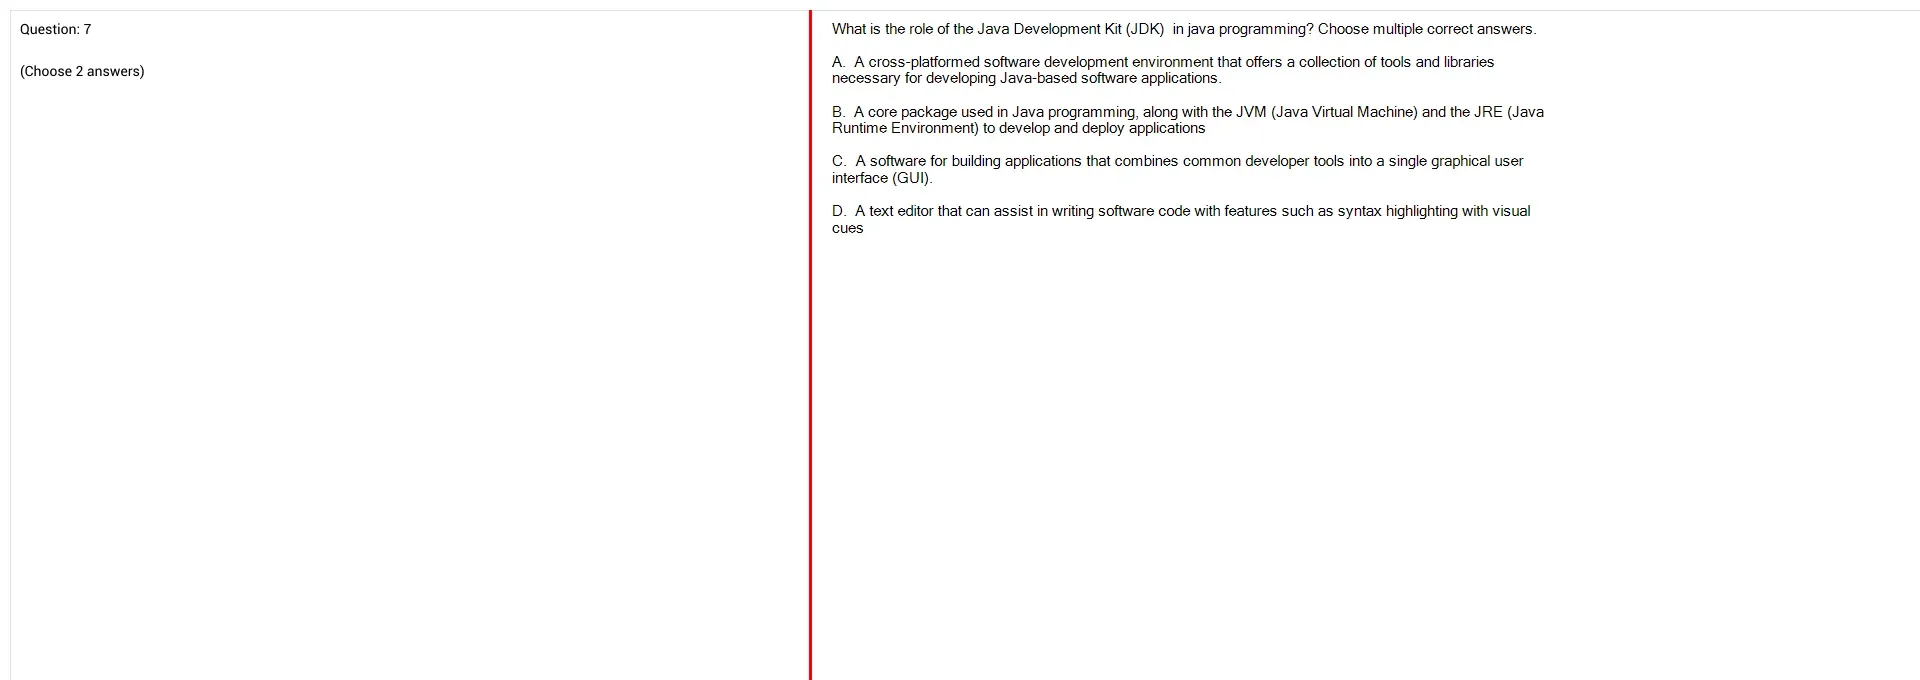 Question: 7
(Choose 2 answers)
What is the role of the Java Development Kit (JDK)  in java programming? Choose multiple correct answers.
A.  A cross-platformed software development environment that offers a collection of tools and libraries
necessary for developing Java-based software applications.
B.  A core package used in Java programming, along with the JVM (Java Virtual Machine) and the JRE (Java
Runtime Environment) to develop and deploy applications
C.  A software for building applications that combines common developer tools into a single graphical user
interface (GUI).
D.  A text editor that can assist in writing software code with features such as syntax highlighting with visual
cues